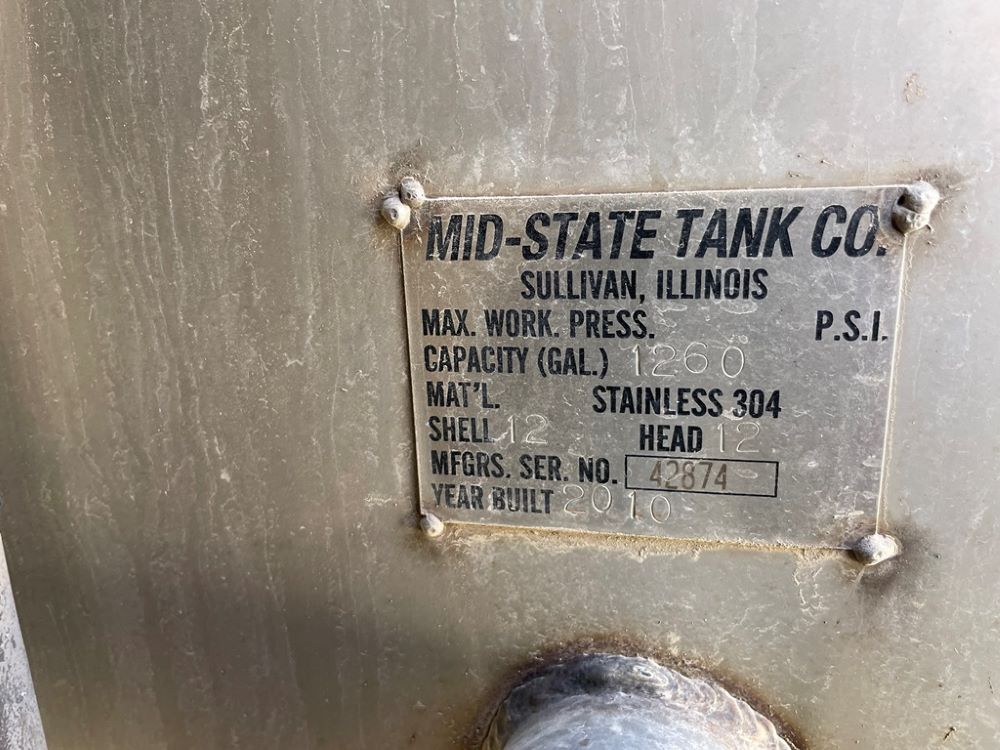 MID-STATE TANK CO.
SULLIVAN, ILLINOIS
MAX. WORK. PRESS. P.S.I.
CAPACITY (GAL.) 1260
MAT'L. STAINLESS 304
SHELL 12 HEAD 12
MFGRS. SER. NO. 42874
YEAR BUILT 2010